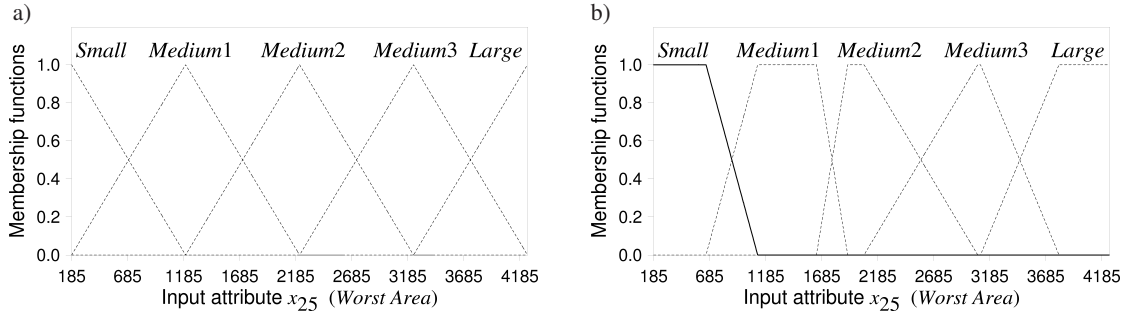 a)
Small Medium1 Medium2 Medium3 Large
Membership functions
1.0
0.8
0.6
0.4
0.2
0.0
185 685 1185 1685 2185 2685 3185 3685 4185
Input attribute x25 (Worst Area)
b)
Small Medium1 Medium2 Medium3 Large
Membership functions
1.0
0.8
0.6
0.4
0.2
0.0
185 685 1185 1685 2185 2685 3185 3685 4185
Input attribute x25 (Worst Area)